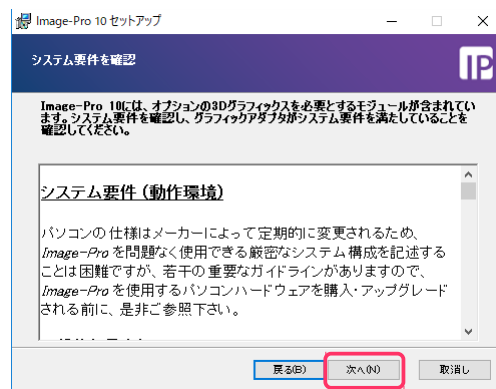 Image-Pro 10 セットアップ
システム要件を確認
IP
Image-Pro 10には、オプションの3Dグラフィックスを必要とするモジュールが含まれてい
ます。システム要件を確認し、グラフィックアダプタがシステム要件を満たしていることを
確認してください。
システム要件 (動作環境)
パソコンの仕様はメーカーによって定期的に変更されるため、
Image-Pro を問題なく使用できる厳密なシステム構成を記述する
ことは困難ですが、若干の重要なガイドラインがありますので、
Image-Pro を使用するパソコンハードウェアを購入・アップグレード
される前に、是非ご参照下さい。
戻る(B)
次へ(N)
取消し